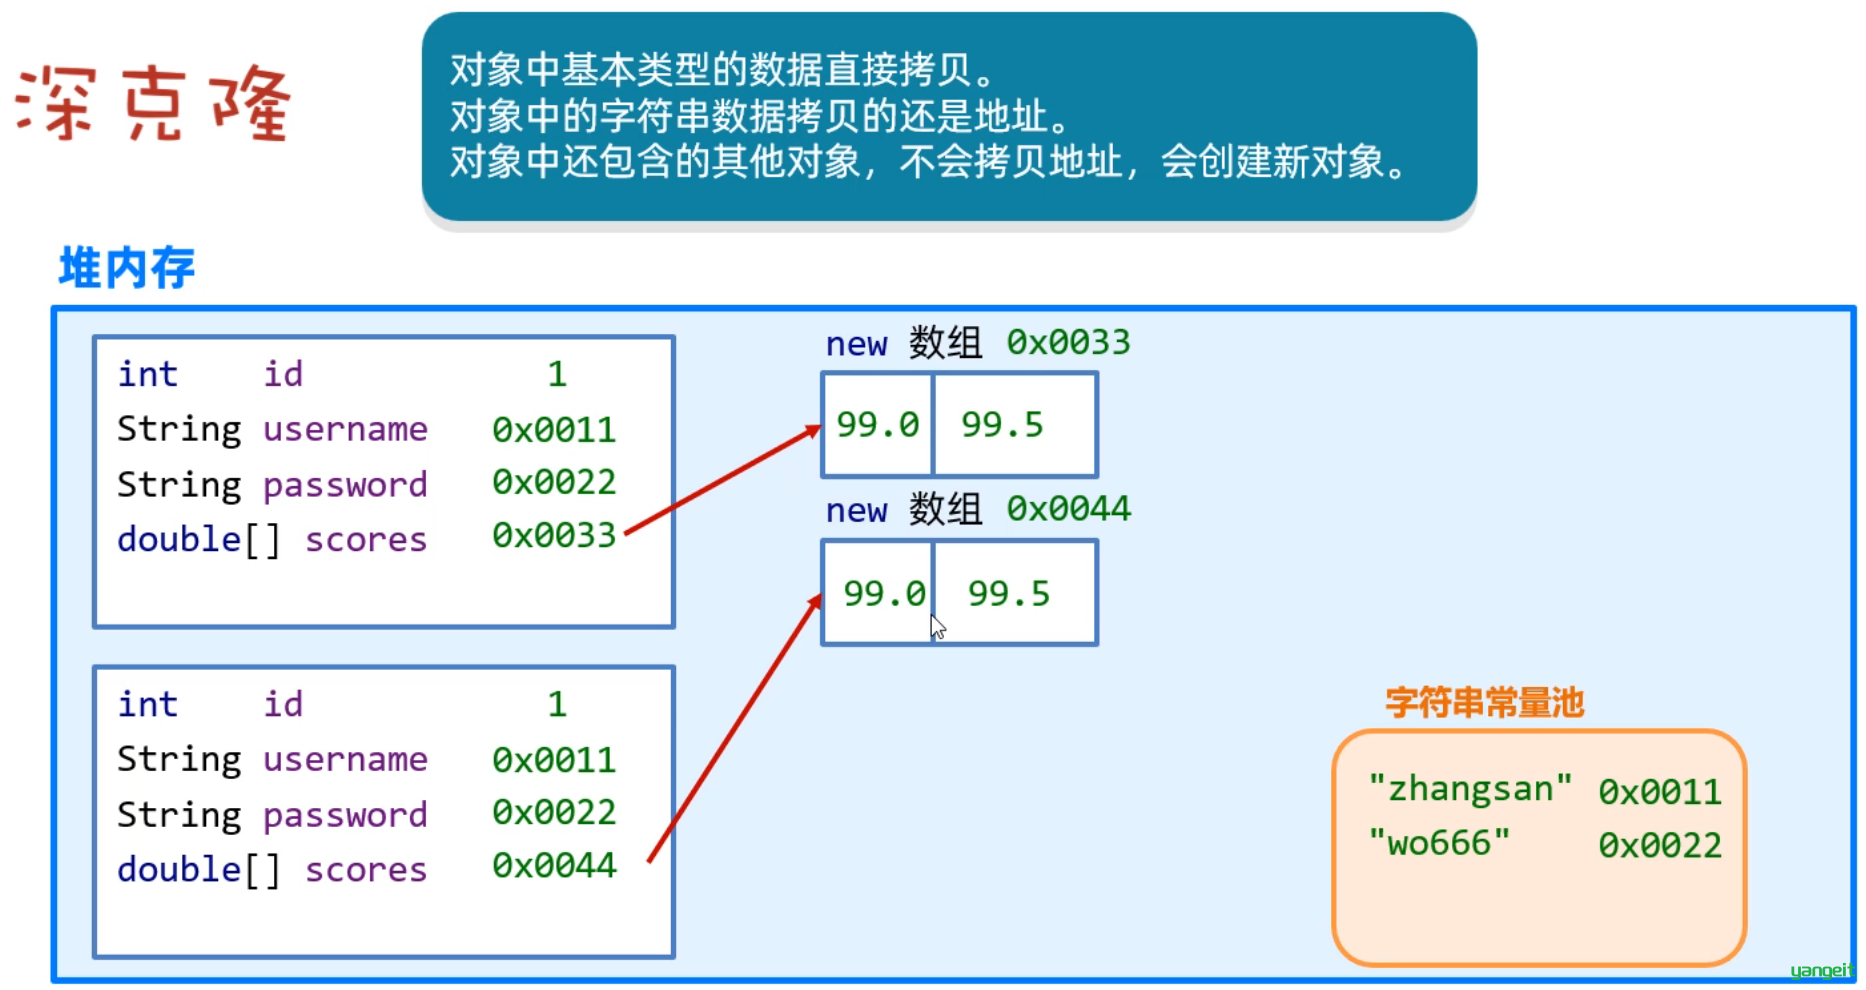 深克隆
对象中基本类型的数据直接拷贝。
对象中的字符串数据拷贝的还是地址。
对象中还包含的其他对象，不会拷贝地址，会创建新对象。
堆内存
int id 1
String username 0x0011
String password 0x0022
double[] scores 0x0033
new 数组 0x0033
99.0 99.5
new 数组 0x0044
99.0 99.5
int id 1
String username 0x0011
String password 0x0022
double[] scores 0x0044
字符串常量池
"zhangsan" 0x0011
"wo666" 0x0022
yangeit